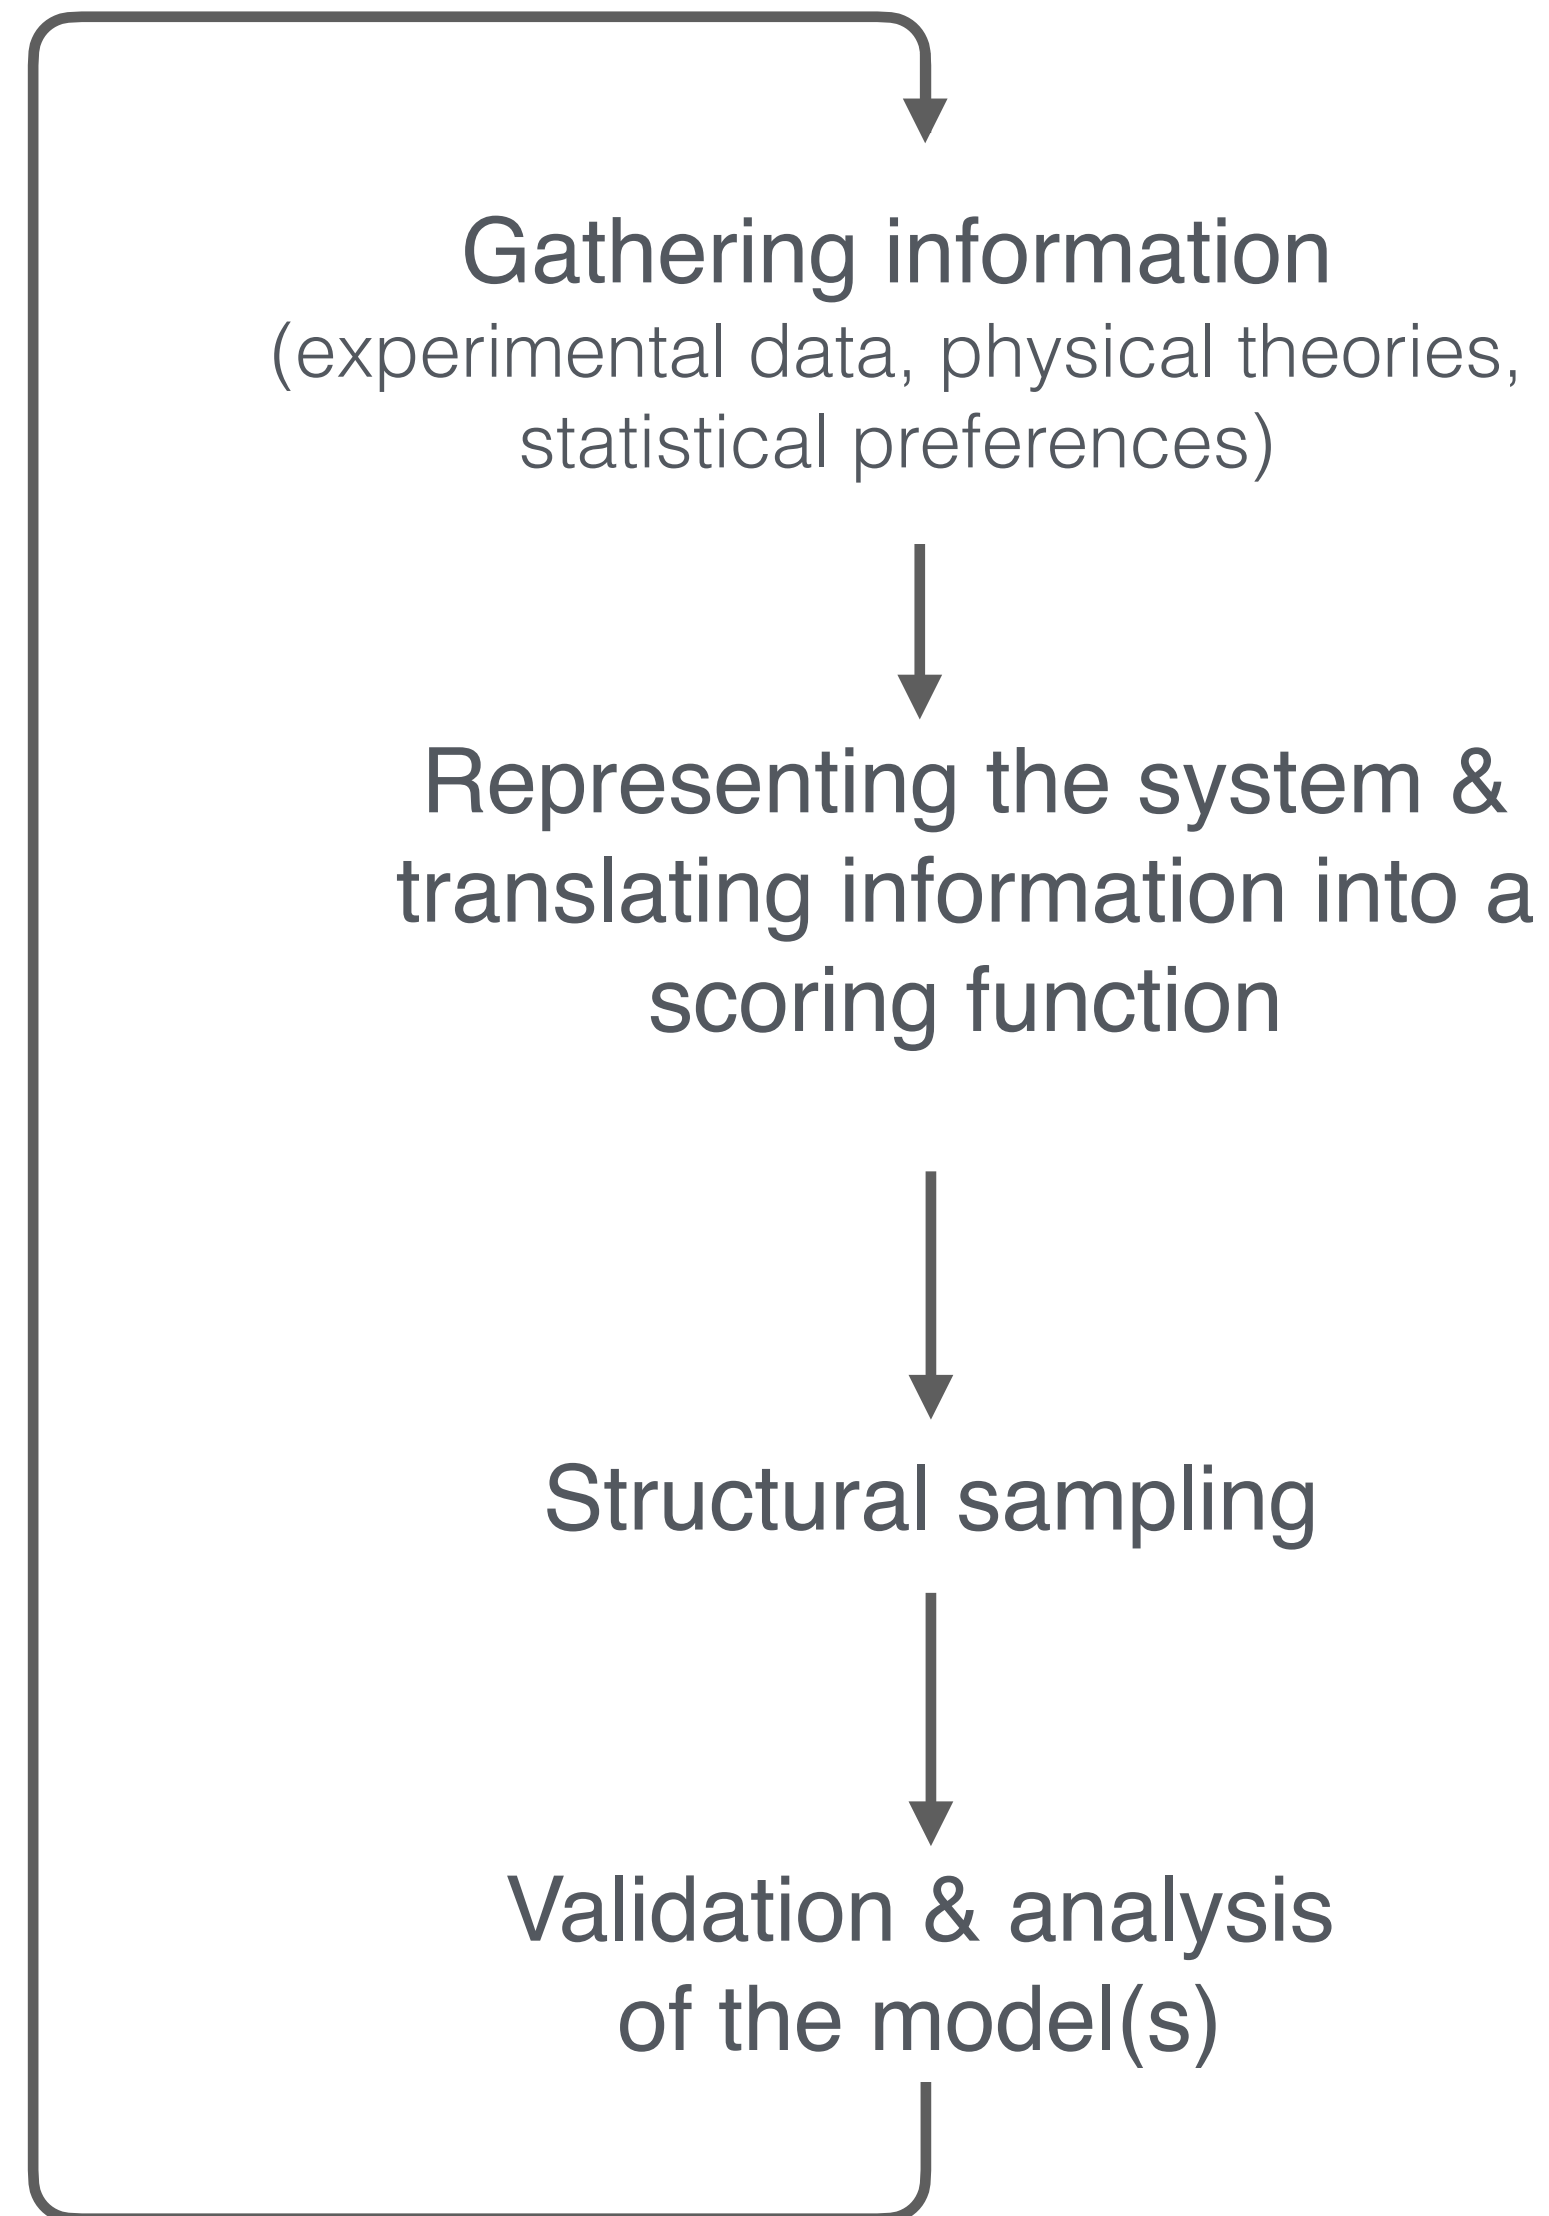 Gathering information
(experimental data, physical theories,
statistical preferences)
Representing the system &
translating information into a
scoring function
Structural sampling
Validation & analysis
of the model(s)